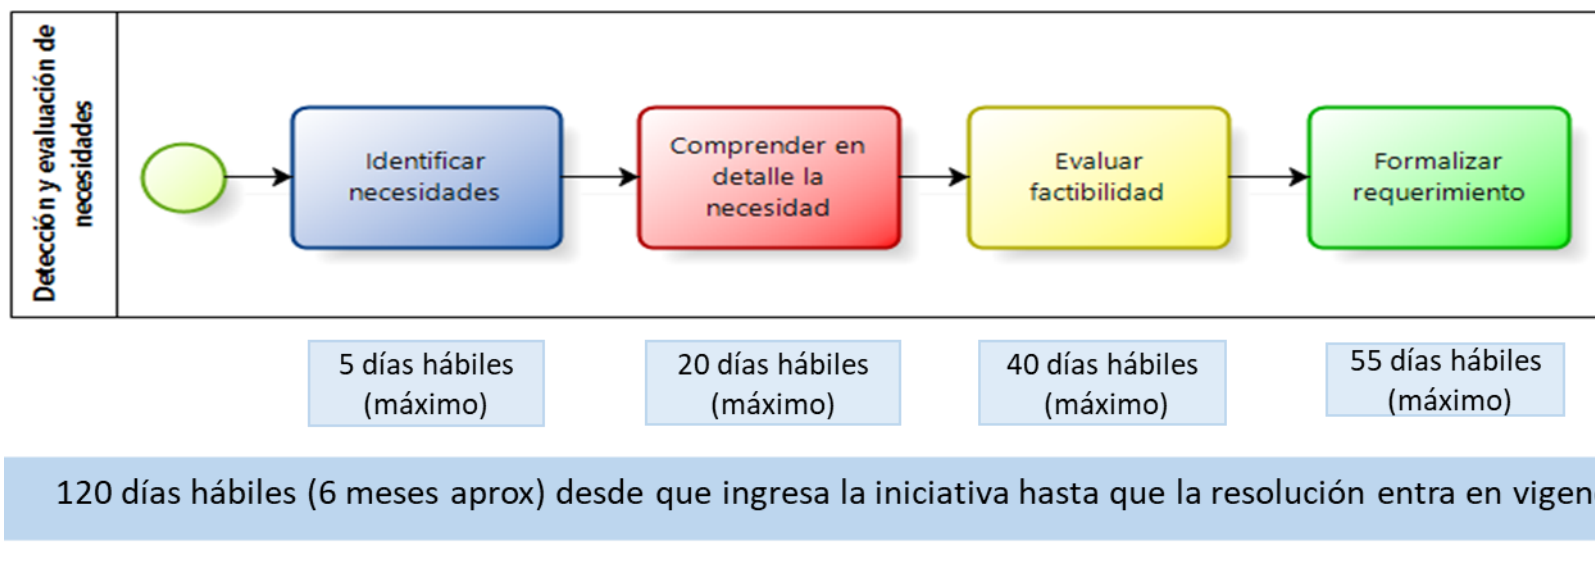 Detección y evaluación de
necesidades
Identificar
necesidades
Comprender en
detalle la
necesidad
Evaluar
factibilidad
Formalizar
requerimiento
5 días hábiles
(máximo)
20 días hábiles
(máximo)
40 días hábiles
(máximo)
55 días hábiles
(máximo)
120 días hábiles (6 meses aprox) desde que ingresa la iniciativa hasta que la resolución entra en